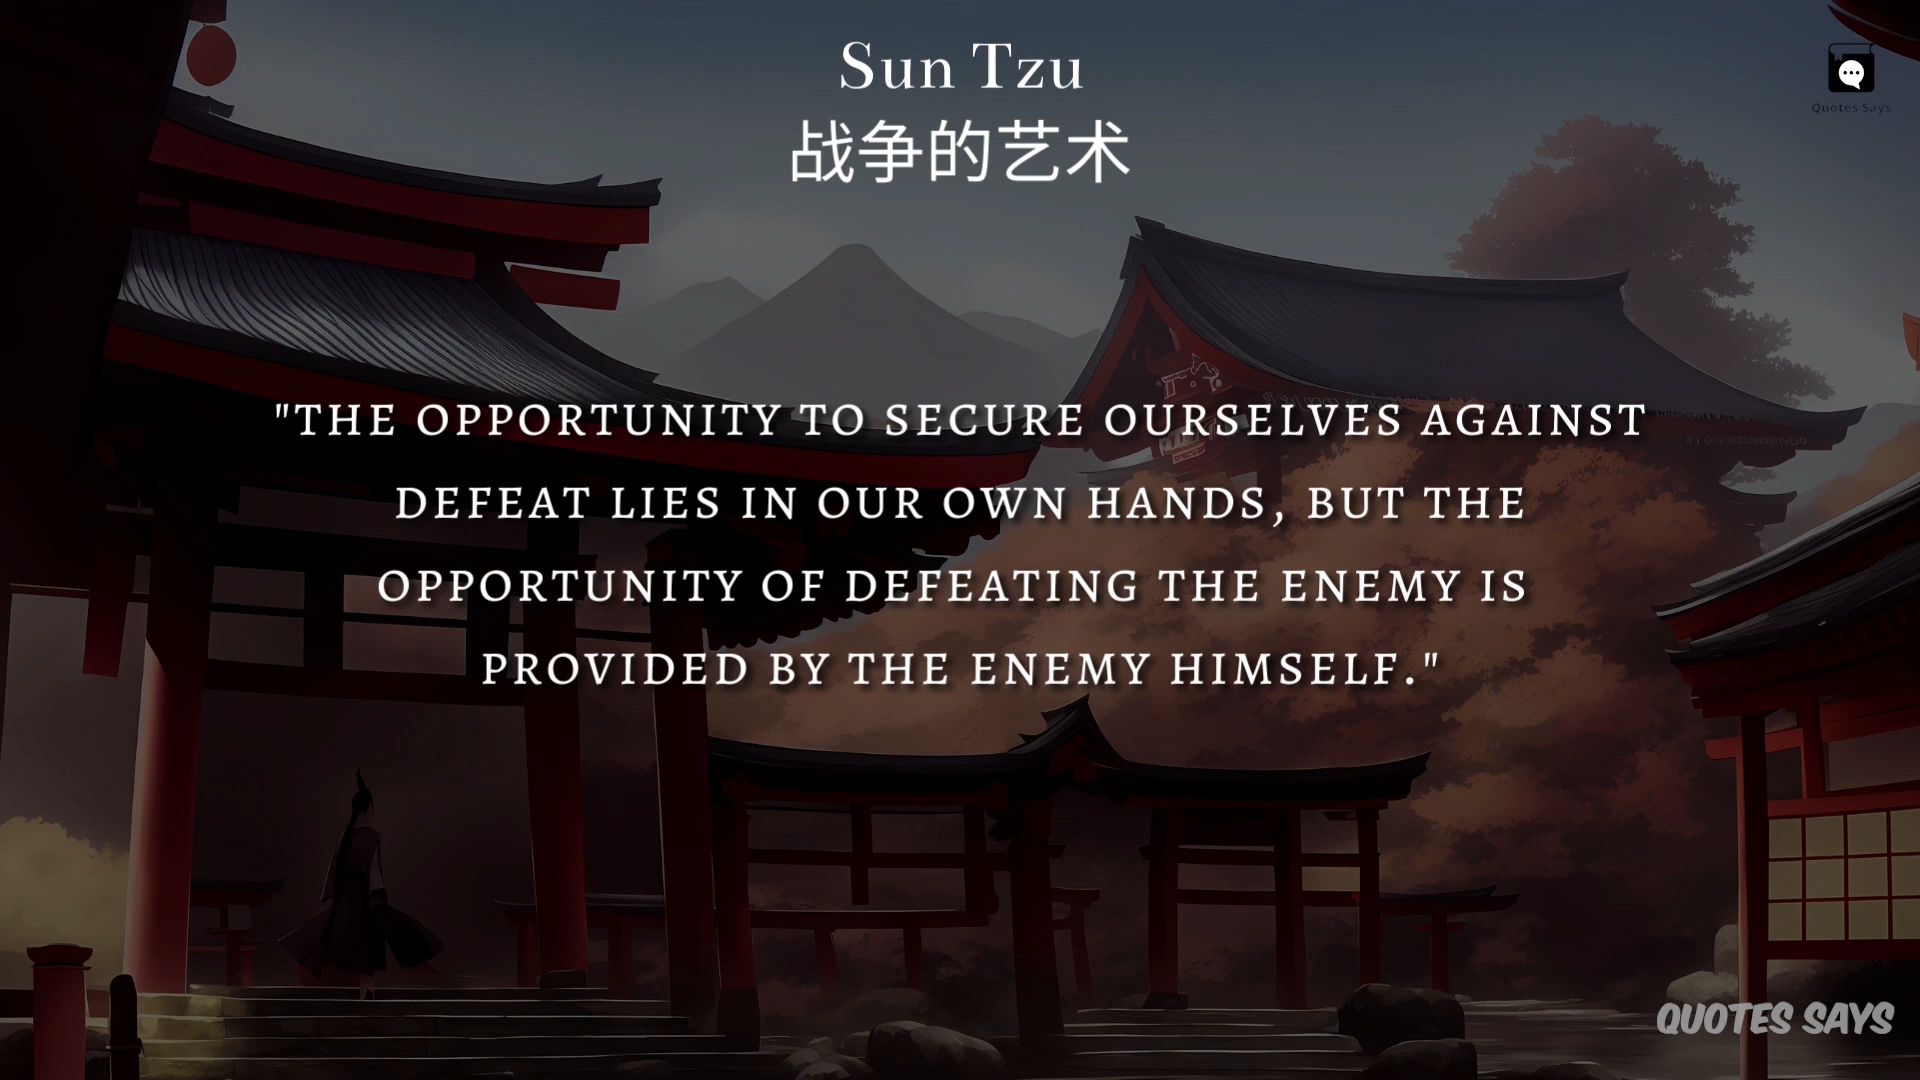 Sun Tzu
战争的艺术
Quotes Says
"THE OPPORTUNITY TO SECURE OURSELVES AGAINST
DEFEAT LIES IN OUR OWN HANDS, BUT THE
OPPORTUNITY OF DEFEATING THE ENEMY IS
PROVIDED BY THE ENEMY HIMSELF."
QUOTES SAYS